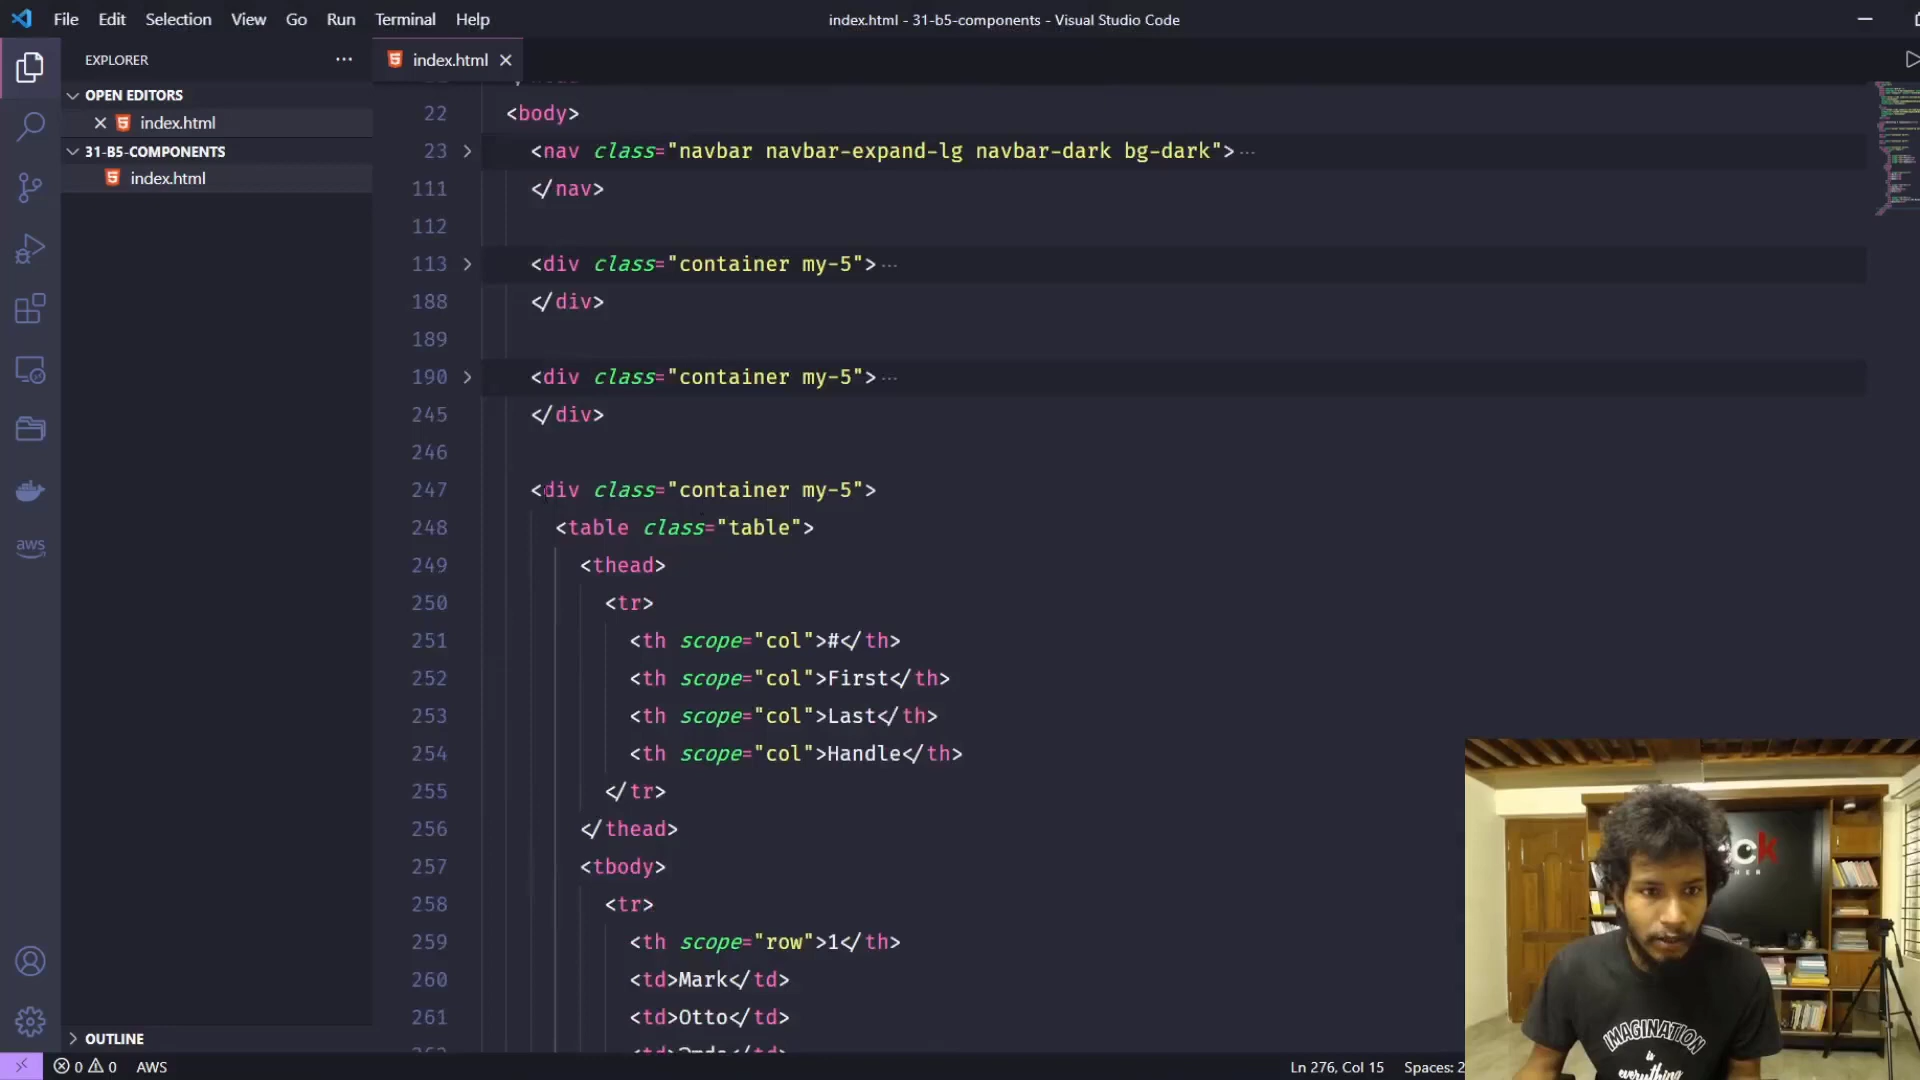 File Edit Selection View Go Run Terminal Help
index.html - 31-b5-components - Visual Studio Code
EXPLORER
index.html
OPEN EDITORS
index.html
31-B5-COMPONENTS
index.html
22 <body>
23 <nav class="navbar navbar-expand-lg navbar-dark bg-dark">
111 </nav>
112
113 <div class="container my-5">
188 </div>
189
190 <div class="container my-5">
245 </div>
246
247 <div class="container my-5">
248 <table class="table">
249 <thead>
250 <tr>
251 <th scope="col">#</th>
252 <th scope="col">First</th>
253 <th scope="col">Last</th>
254 <th scope="col">Handle</th>
255 </tr>
256 </thead>
257 <tbody>
258 <tr>
259 <th scope="row">1</th>
260 <td>Mark</td>
261 <td>Otto</td>
aws
OUTLINE
0 0 AWS
Ln 276, Col 15 Spaces: 2
IMAGINATION
is
everything